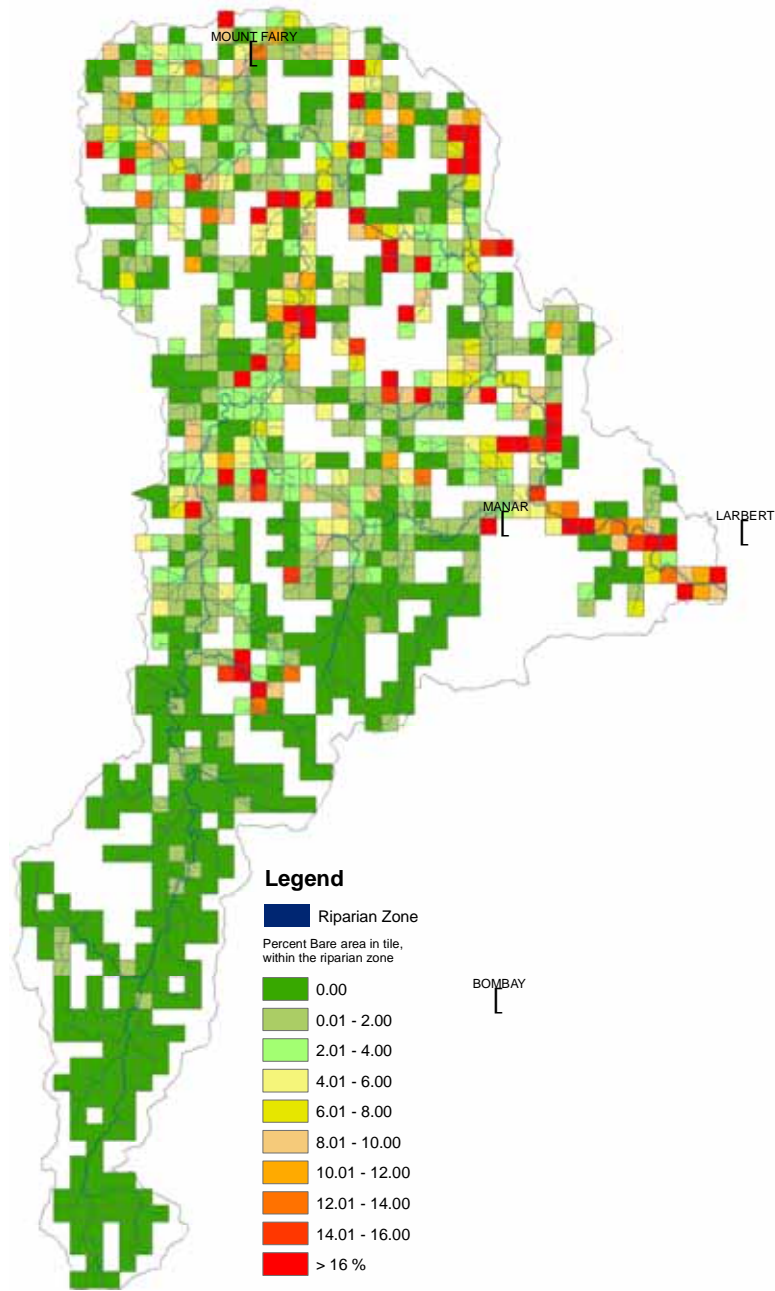 MOUNT FAIRY
MANAR
LARBERT
Legend
Riparian Zone
Percent Bare area in tile,
within the riparian zone
BOMBAY
0.00
0.01 - 2.00
2.01 - 4.00
4.01 - 6.00
6.01 - 8.00
8.01 - 10.00
10.01 - 12.00
12.01 - 14.00
14.01 - 16.00
> 16 %